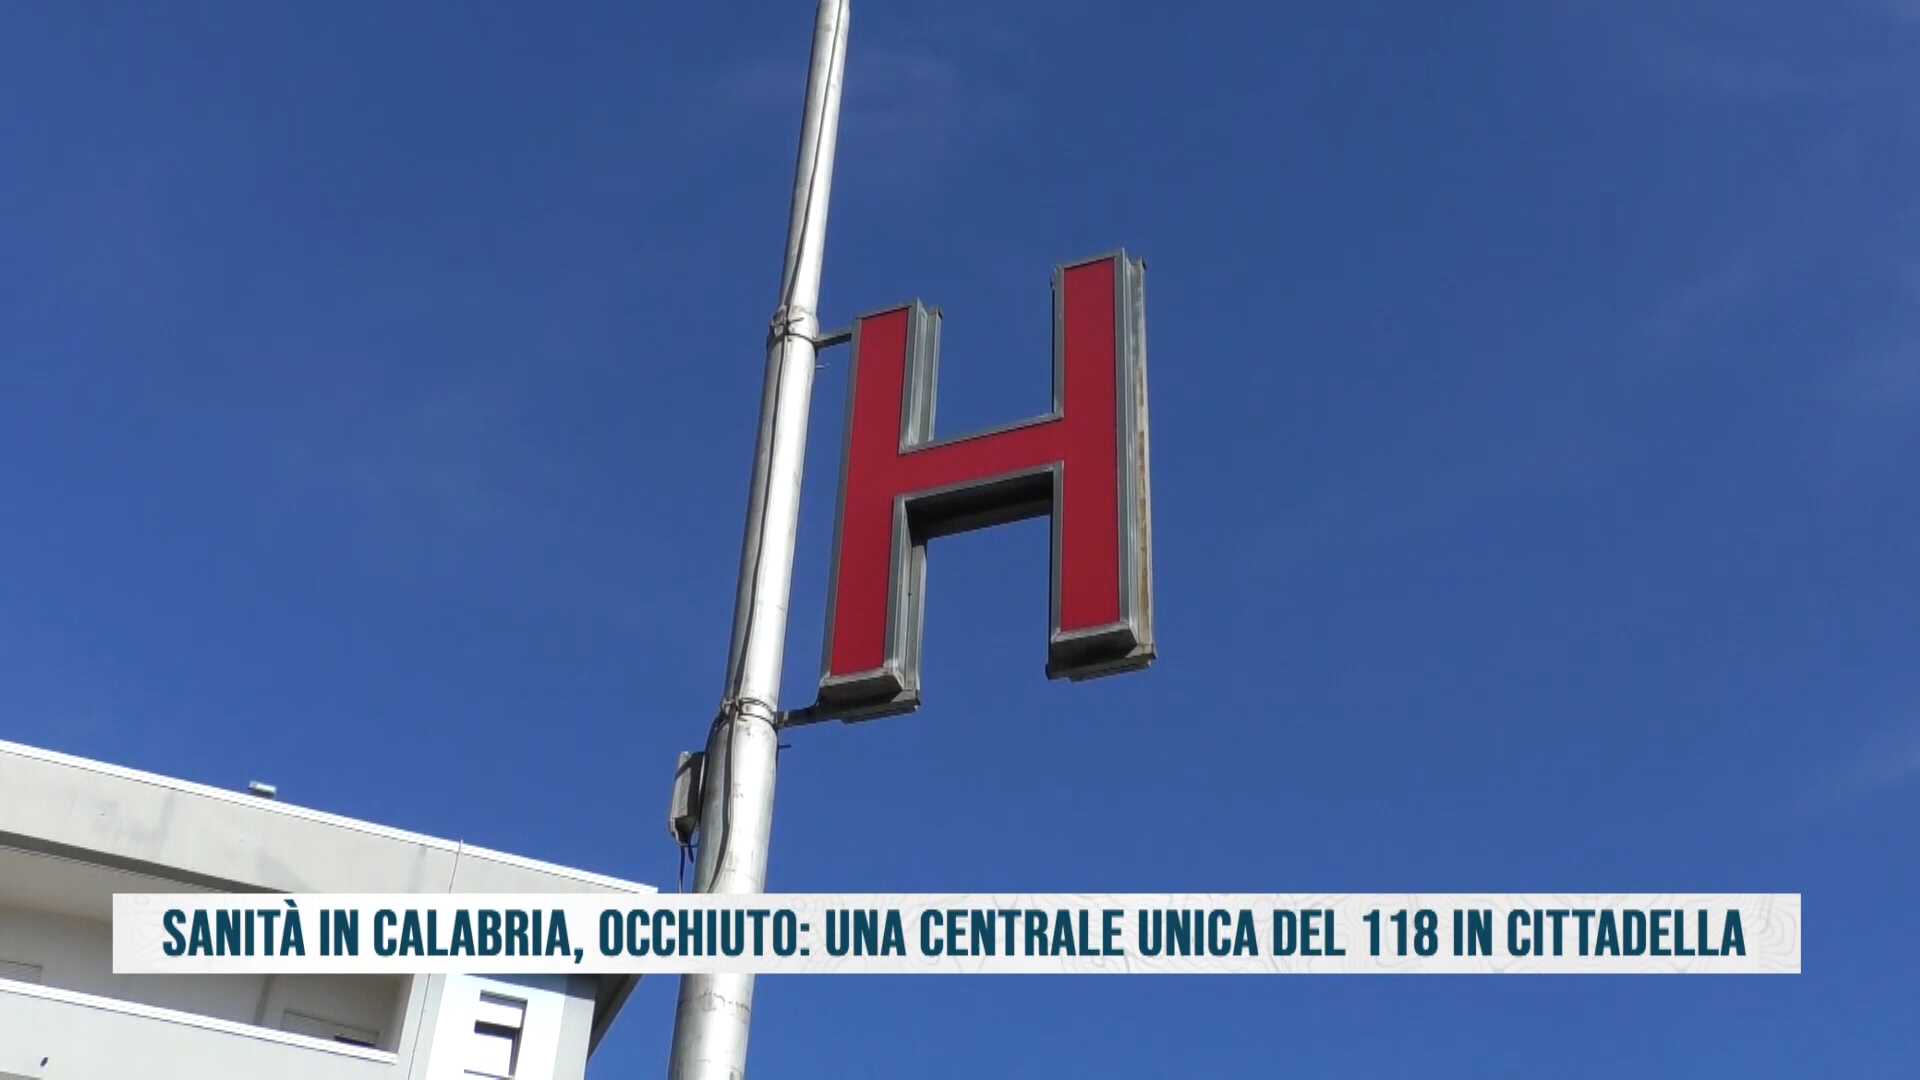 H
SANITÀ IN CALABRIA, OCCHIUTO: UNA CENTRALE UNICA DEL 118 IN CITTADELLA
E